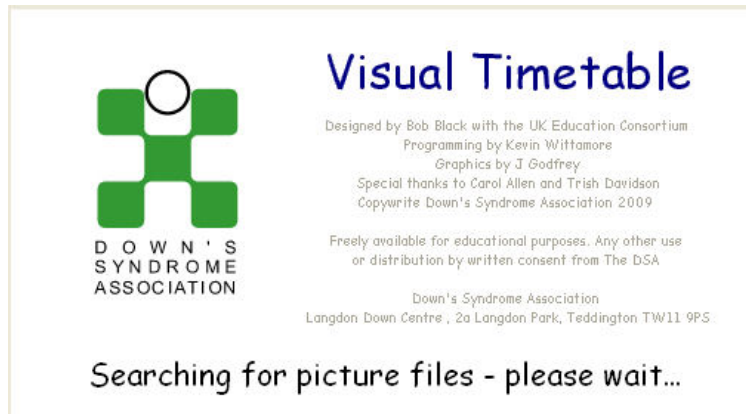 Visual Timetable
Designed by Bob Black with the UK Education Consortium
Programming by Kevin Wittamore
Graphics by J Godfrey
Special thanks to Carol Allen and Trish Davidson
Copywrite Down's Syndrome Association 2009
DOWN'S
SYNDROME
ASSOCIATION
Freely available for educational purposes. Any other use
or distribution by written consent from The DSA
Down's Syndrome Association
Langdon Down Centre , 2a Langdon Park, Teddington TW11 9PS
Searching for picture files - please wait...